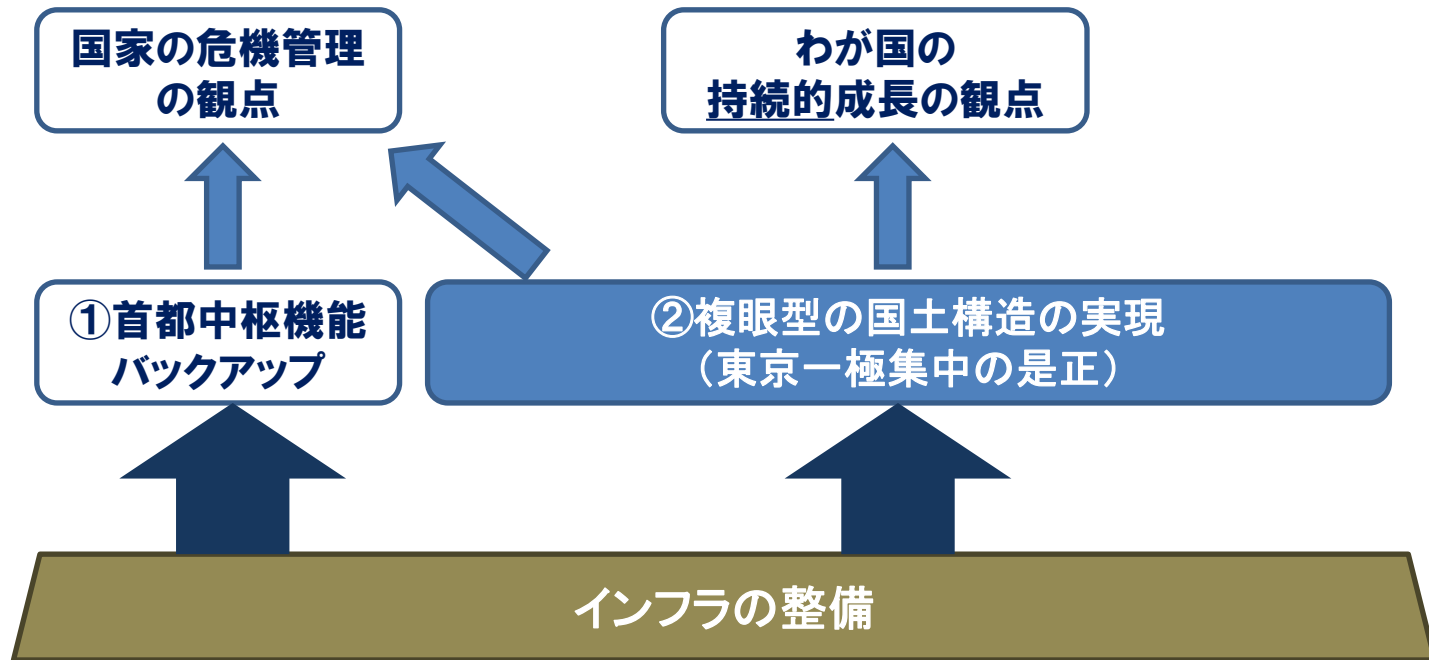 国家の危機管理
の観点
わが国の
持続的成長の観点
①首都中枢機能
バックアップ
②複眼型の国土構造の実現
（東京一極集中の是正）
インフラの整備